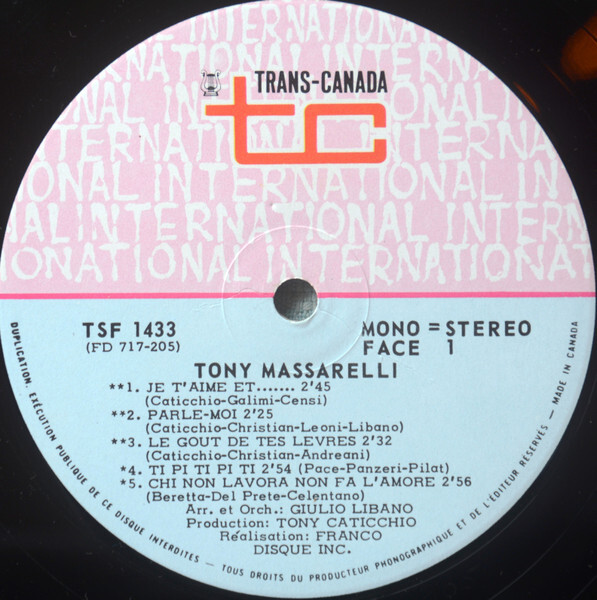 INTERNATIONAL INTERNATIONAL
TRANS-CANADA
tc
TSF 1433
(FD 717-205)
MONO = STEREO
FACE 1
TONY MASSARELLI
**1. JE T'AIME ET....... 2'45
(Caticchio-Galimi-Censi)
**2. PARLE-MOI 2'25
(Caticchio-Christian-Leoni-Libano)
**3. LE GOUT DE TES LEVRES 2'32
(Caticchio-Christian-Andreani)
*4. TI PI TI PI TI 2'54 (Pace-Panzeri-Pilat)
*5. CHI NON LAVORA NON FA L'AMORE 2'56
(Beretta-Del Prete-Celentano)
Arr. et Orch.: GIULIO LIBANO
Production: TONY CATICCHIO
Réalisation: FRANCO
DISQUE INC.
DUPLICATION, EXÉCUTION PUBLIQUE DE CE DISQUE INTERDITES — TOUS DROITS DU PRODUCTEUR PHONOGRAPHIQUE ET DE L'ÉDITEUR RÉSERVÉS — MADE IN CANADA